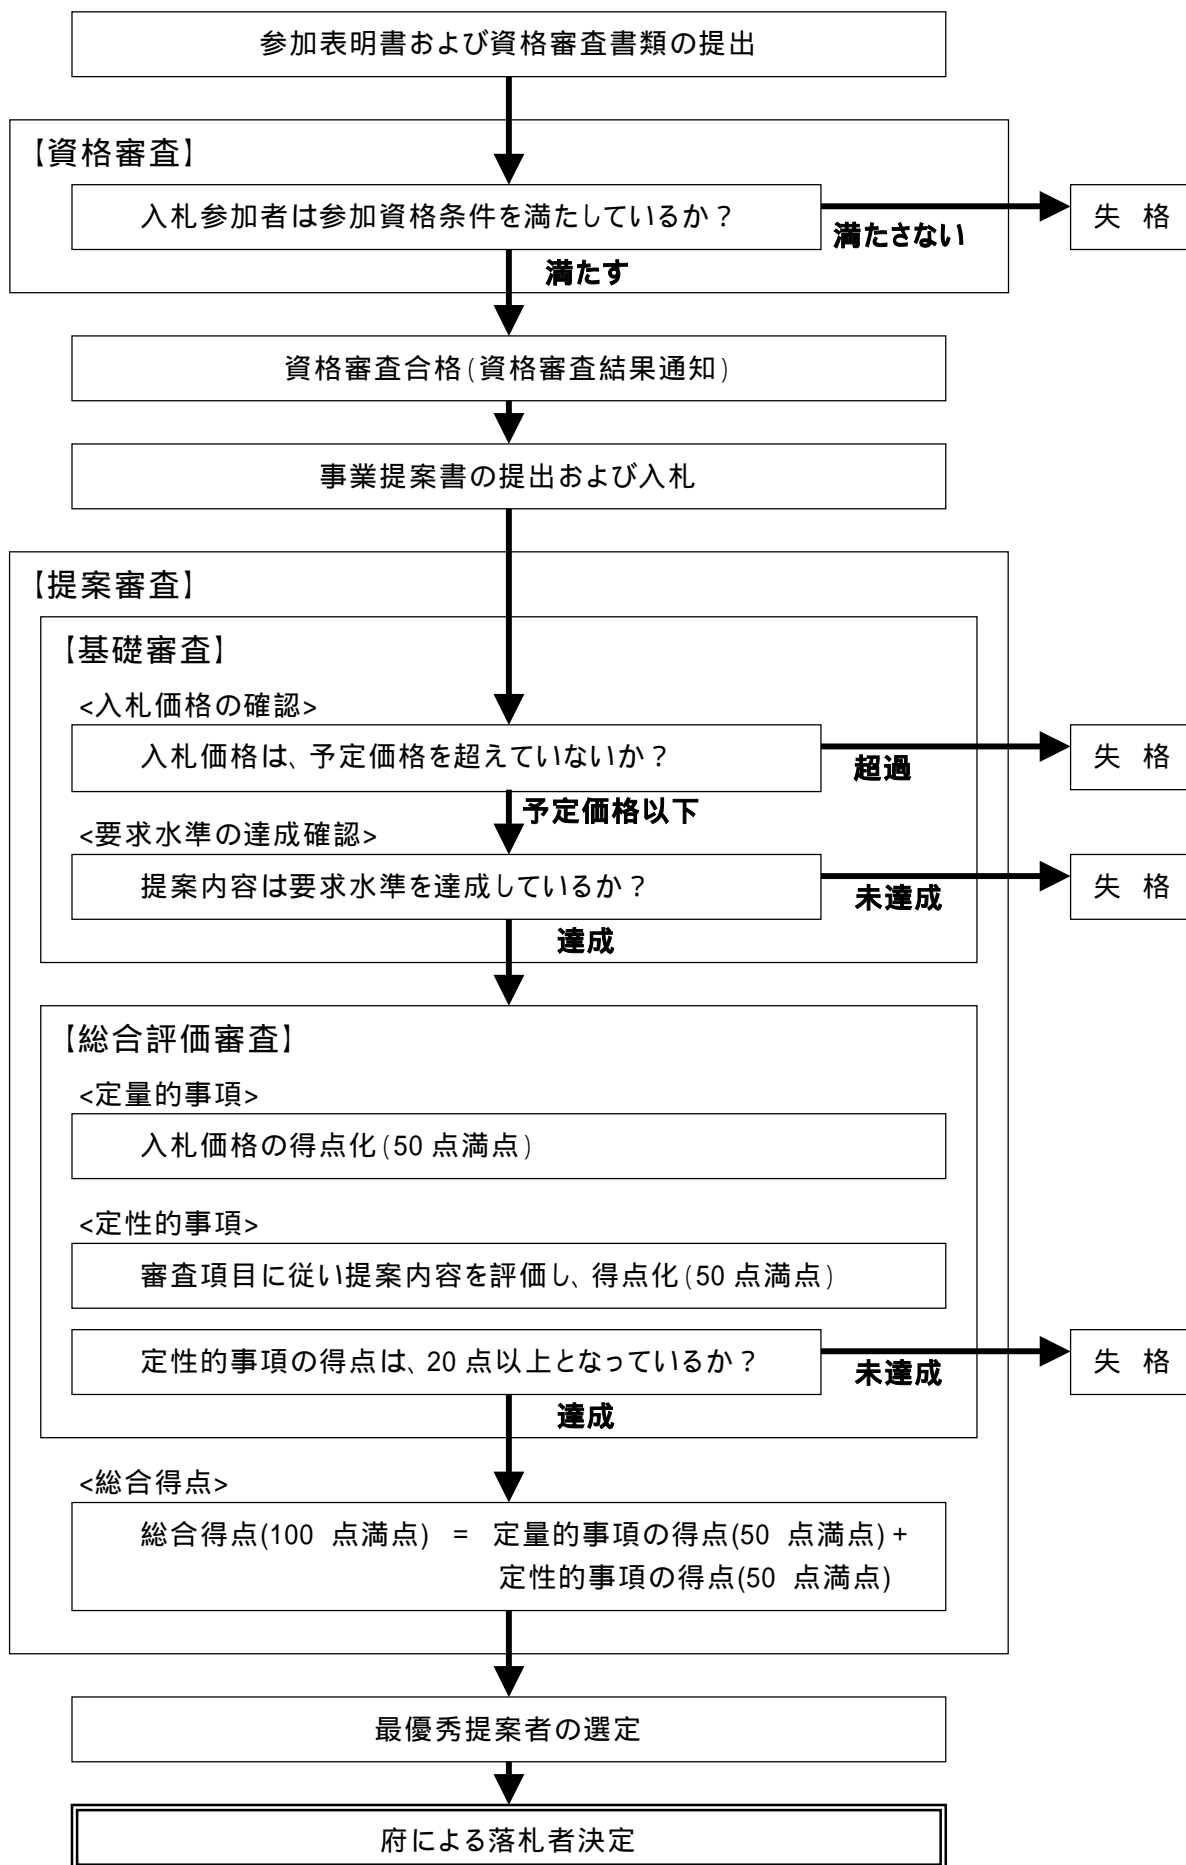 参加表明書および資格審査書類の提出
【資格審査】
入札参加者は参加資格条件を満たしているか？
満たさない
失 格
満たす
資格審査合格(資格審査結果通知)
事業提案書の提出および入札
【提案審査】
【基礎審査】
<入札価格の確認>
入札価格は、予定価格を超えていないか？
超過
失 格
予定価格以下
<要求水準の達成確認>
提案内容は要求水準を達成しているか？
未達成
失 格
達成
【総合評価審査】
<定量的事項>
入札価格の得点化(50 点満点)
<定性的事項>
審査項目に従い提案内容を評価し、得点化(50 点満点)
定性的事項の得点は、20 点以上となっているか？
未達成
失 格
達成
<総合得点>
総合得点(100 点満点) = 定量的事項の得点(50 点満点)+
定性的事項の得点(50 点満点)
最優秀提案者の選定
府による落札者決定